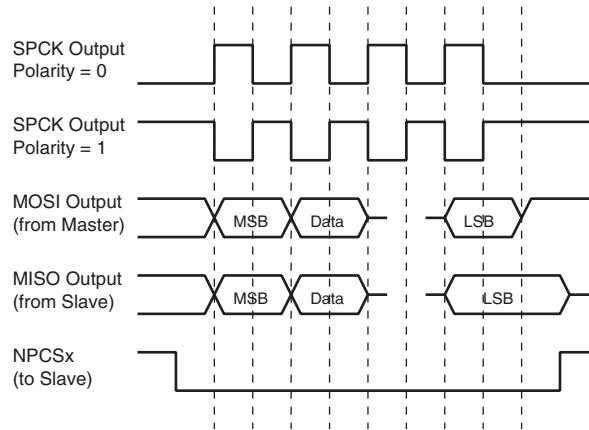 SPCK Output
Polarity = 0
SPCK Output
Polarity = 1
MOSI Output
(from Master)
MSB
Data
LSB
MISO Output
(from Slave)
MSB
Data
LSB
NPCSx
(to Slave)